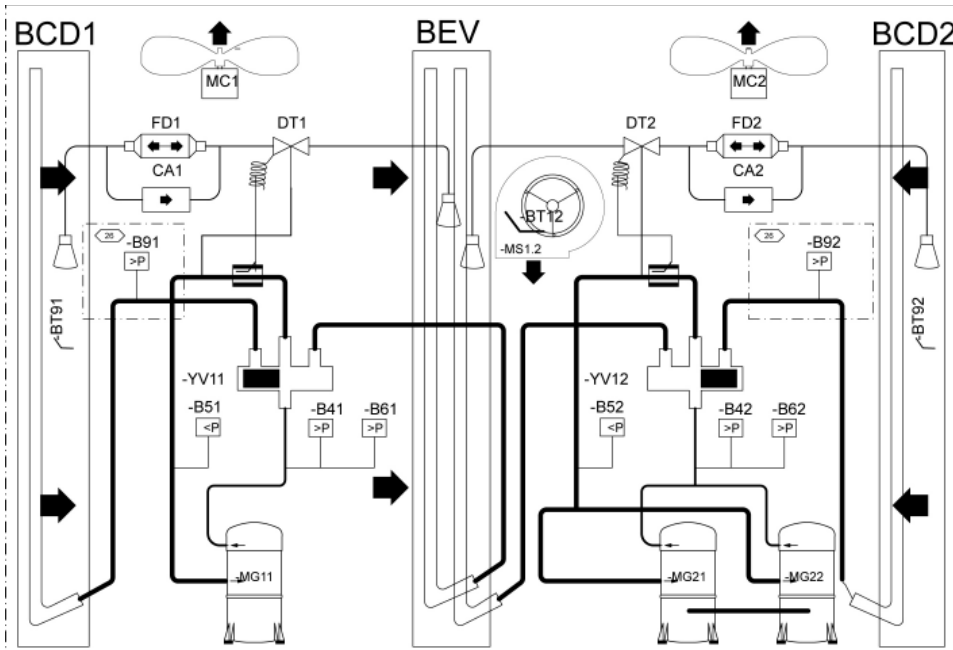 BCD1
BEV
BCD2
MC1
MC2
FD1
DT1
DT2
FD2
CA1
CA2
-BT12
-MS1.2
26
-B91
>P
26
-B92
>P
-BT91
-BT92
-YV11
-YV12
-B51
<P
-B41
>P
-B61
>P
-B52
<P
-B42
>P
-B62
>P
-MG11
-MG21
-MG22